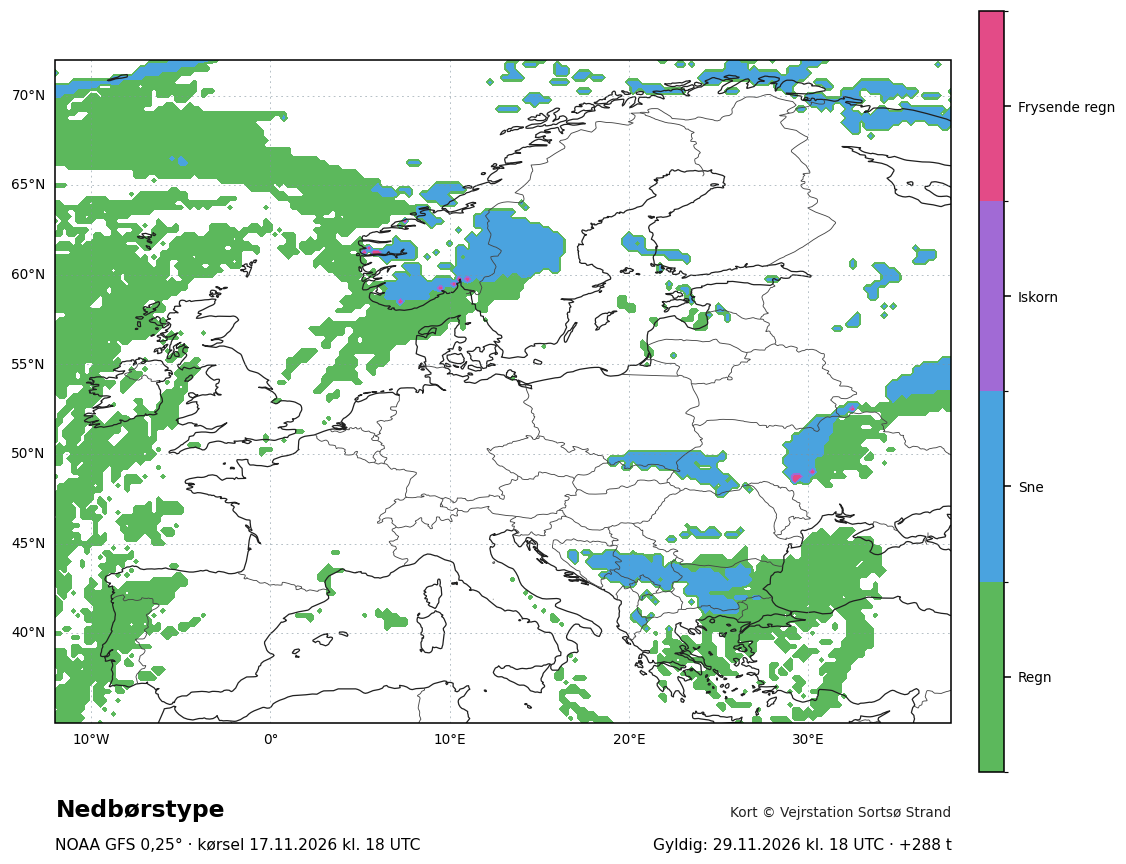 70°N
65°N
60°N
55°N
50°N
45°N
40°N
10°W
0°
10°E
20°E
30°E
Frysende regn
Iskorn
Sne
Regn
Nedbørstype
Kort © Vejrstation Sortsø Strand
NOAA GFS 0,25° · kørsel 17.11.2026 kl. 18 UTC
Gyldig: 29.11.2026 kl. 18 UTC · +288 t